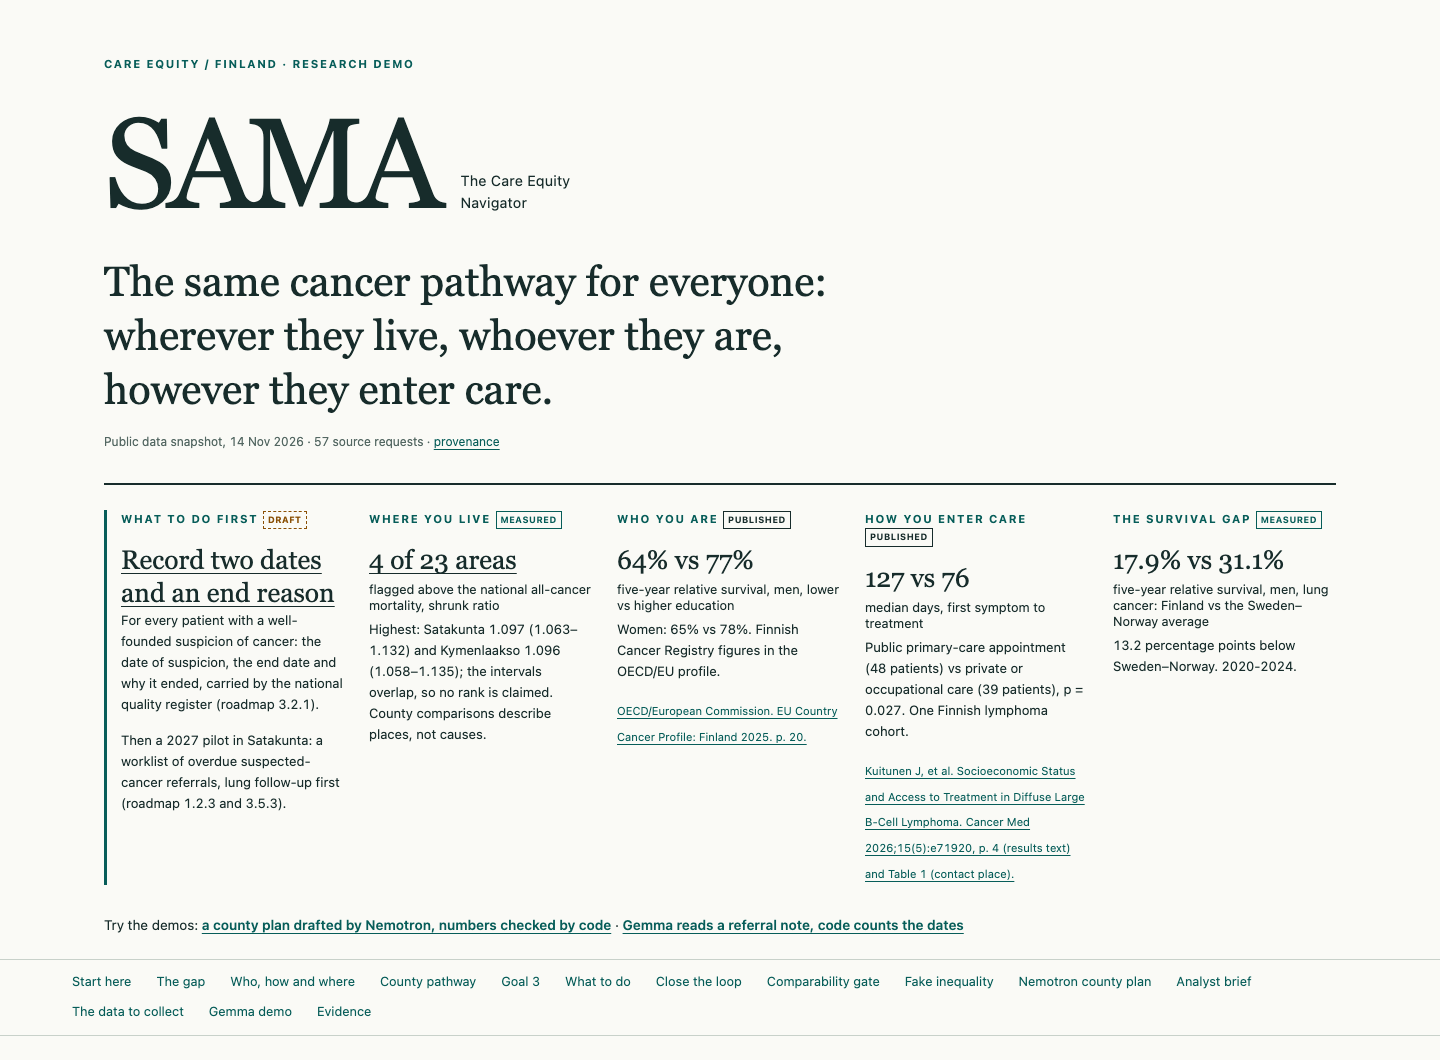 CARE EQUITY / FINLAND · RESEARCH DEMO
SAMA
The Care Equity
Navigator
The same cancer pathway for everyone:
wherever they live, whoever they are,
however they enter care.
Public data snapshot, 14 Nov 2026 · 57 source requests · provenance
WHAT TO DO FIRST DRAFT
Record two dates
and an end reason
For every patient with a well-
founded suspicion of cancer: the
date of suspicion, the end date and
why it ended, carried by the national
quality register (roadmap 3.2.1).
Then a 2027 pilot in Satakunta: a
worklist of overdue suspected-
cancer referrals, lung follow-up first
(roadmap 1.2.3 and 3.5.3).
WHERE YOU LIVE MEASURED
4 of 23 areas
flagged above the national all-cancer
mortality, shrunk ratio
Highest: Satakunta 1.097 (1.063–
1.132) and Kymenlaakso 1.096
(1.058–1.135); the intervals
overlap, so no rank is claimed.
County comparisons describe
places, not causes.
WHO YOU ARE PUBLISHED
64% vs 77%
five-year relative survival, men, lower
vs higher education
Women: 65% vs 78%. Finnish
Cancer Registry figures in the
OECD/EU profile.
OECD/European Commission. EU Country
Cancer Profile: Finland 2025. p. 20.
HOW YOU ENTER CARE
PUBLISHED
127 vs 76
median days, first symptom to
treatment
Public primary-care appointment
(48 patients) vs private or
occupational care (39 patients), p =
0.027. One Finnish lymphoma
cohort.
Kuitunen J, et al. Socioeconomic Status
and Access to Treatment in Diffuse Large
B-Cell Lymphoma. Cancer Med
2026;15(5):e71920, p. 4 (results text)
and Table 1 (contact place).
THE SURVIVAL GAP MEASURED
17.9% vs 31.1%
five-year relative survival, men, lung
cancer: Finland vs the Sweden–
Norway average
13.2 percentage points below
Sweden–Norway. 2020-2024.
Try the demos: a county plan drafted by Nemotron, numbers checked by code · Gemma reads a referral note, code counts the dates
Start here The gap Who, how and where County pathway Goal 3 What to do Close the loop Comparability gate Fake inequality Nemotron county plan Analyst brief
The data to collect Gemma demo Evidence